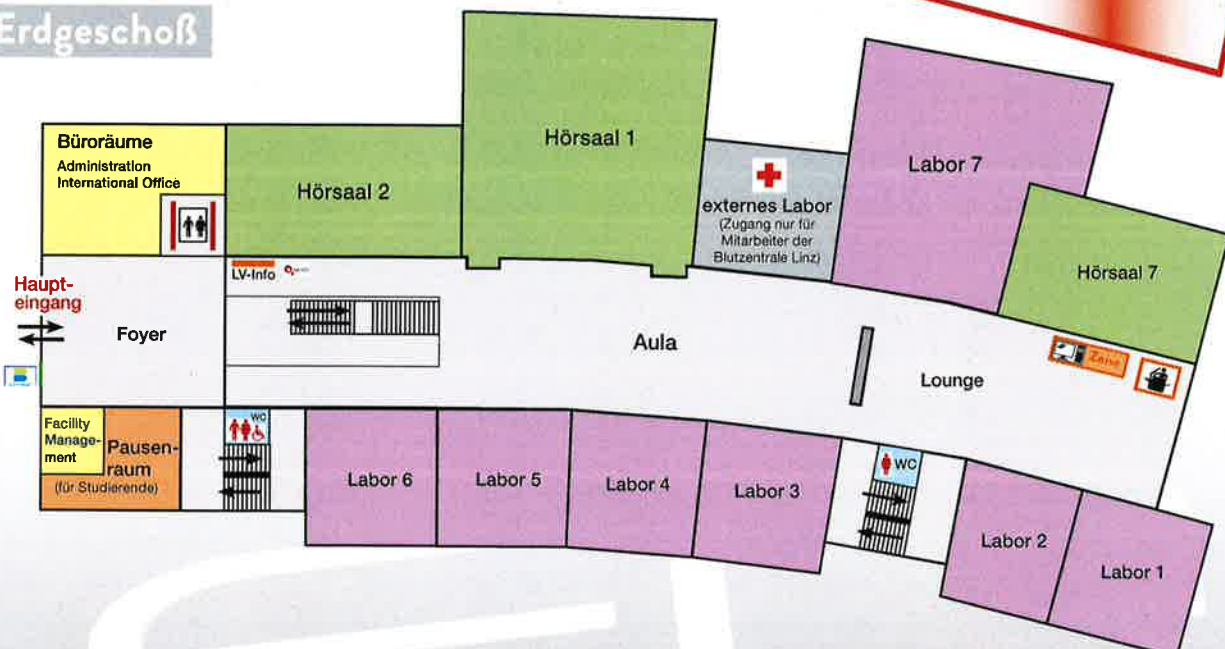 Erdgeschoß
Büroräume
Administration
International Office
Hörsaal 2
Hörsaal 1
externes Labor
(Zugang nur für
Mitarbeiter der
Blutzentrale Linz)
Labor 7
Hörsaal 7
LV-Info
Haupt-
eingang
Foyer
Aula
Lounge
Facility
Manage-
ment
Pausen-
raum
(für Studierende)
WC
Labor 6
Labor 5
Labor 4
Labor 3
WC
Labor 2
Labor 1